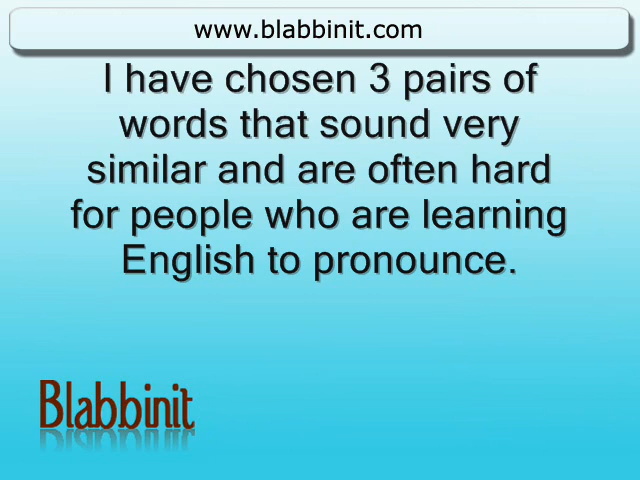 www.blabbinit.com
I have chosen 3 pairs of
words that sound very
similar and are often hard
for people who are learning
English to pronounce.
Blabbinit